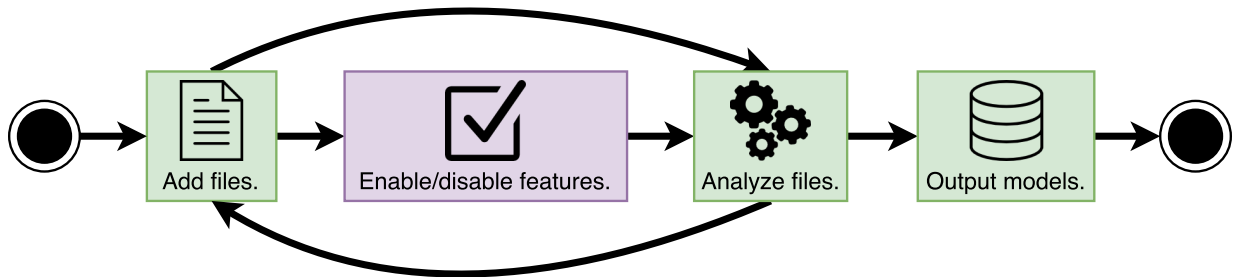 Add files.
Enable/disable features.
Analyze files.
Output models.